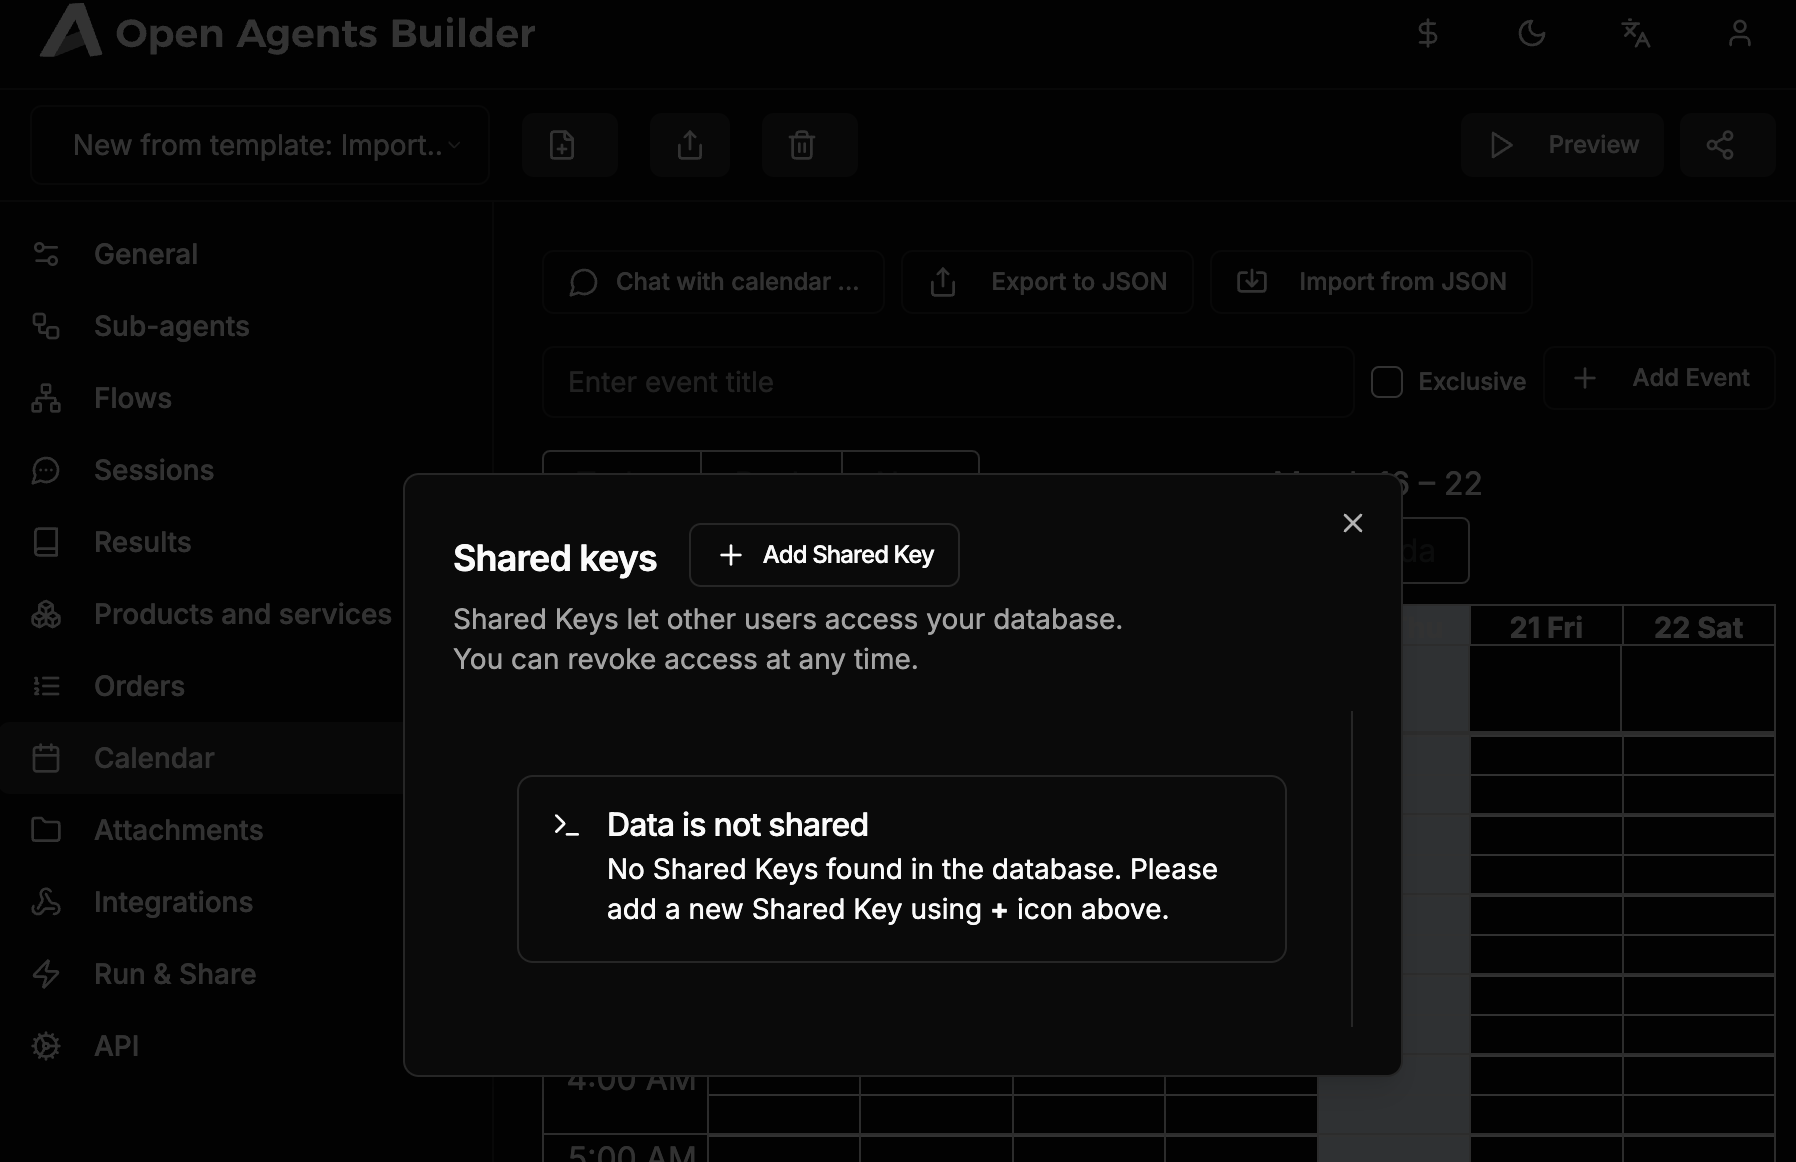 Open Agents Builder
New from template: Import..
Preview
General
Sub-agents
Flows
Sessions
Results
Products and services
Orders
Calendar
Attachments
Integrations
Run & Share
API
Chat with calendar ...
Export to JSON
Import from JSON
Enter event title
Exclusive
Add Event
– 22
21 Fri
22 Sat
4:00 AM
5:00 AM
Shared keys
Add Shared Key
Shared Keys let other users access your database.
You can revoke access at any time.
Data is not shared
No Shared Keys found in the database. Please
add a new Shared Key using + icon above.